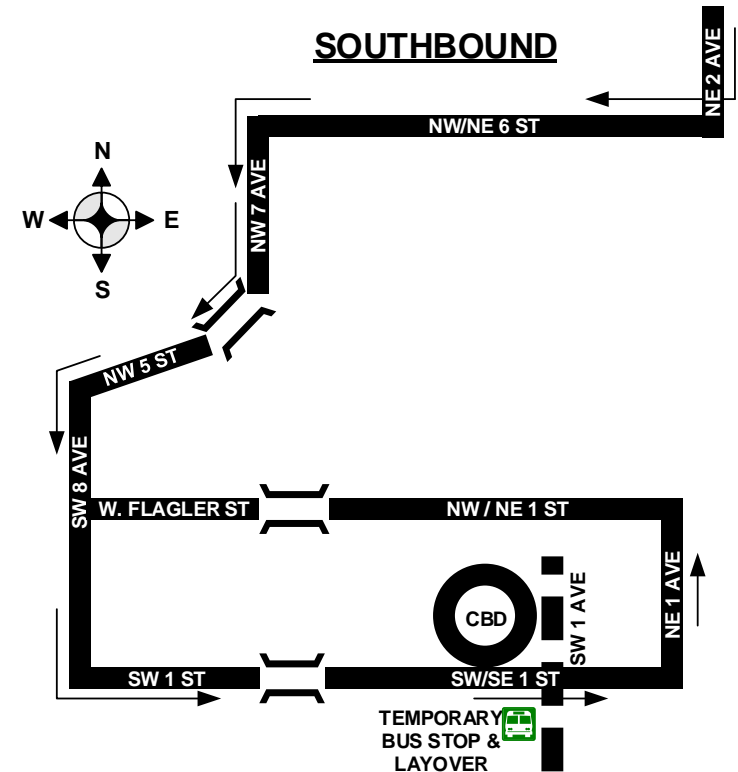 SOUTHBOUND
NE 2 AVE
NW/NE 6 ST
N
W
E
S
NW 7 AVE
NW 5 ST
SW 8 AVE
W. FLAGLER ST
NW / NE 1 ST
CBD
SW 1 AVE
NE 1 AVE
SW 1 ST
SW/SE 1 ST
TEMPORARY
BUS STOP &
LAYOVER